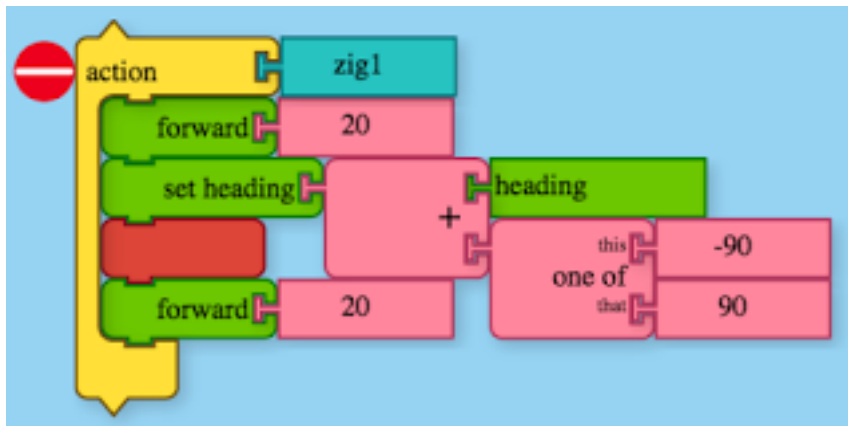 action zig1
forward 20
set heading heading
+
this -90
one of
forward 20 that 90